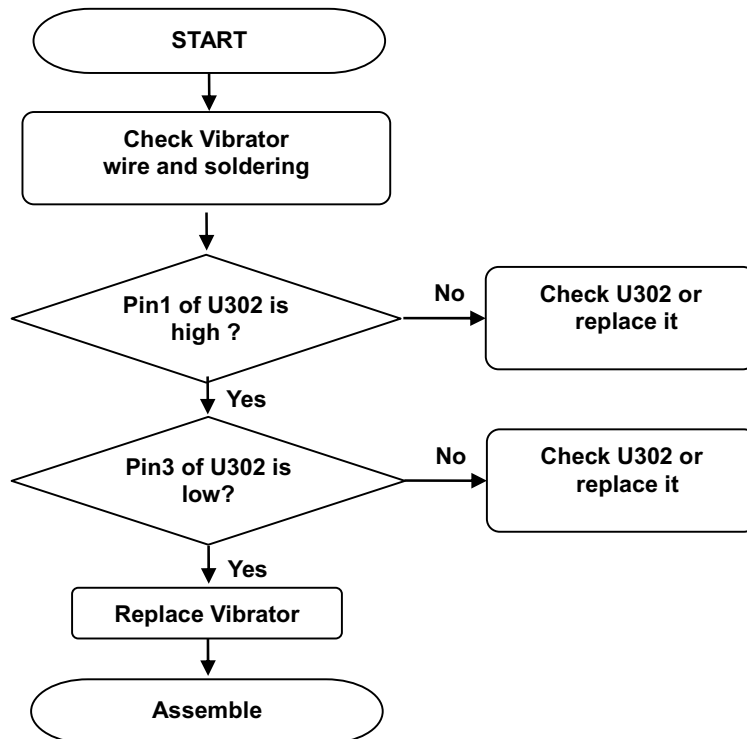 START
Check Vibrator
wire and soldering
Pin1 of U302 is
high ?
No
Check U302 or
replace it
Yes
Pin3 of U302 is
low?
No
Check U302 or
replace it
Yes
Replace Vibrator
Assemble